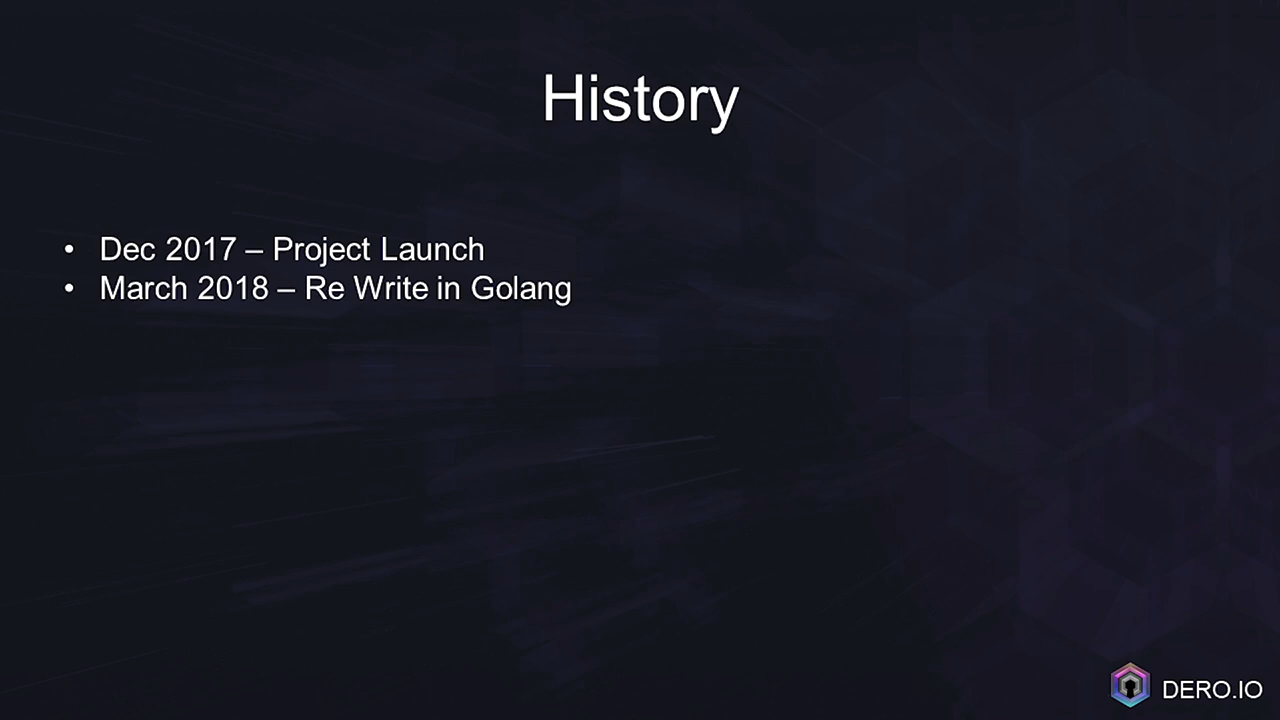 History
• Dec 2017 – Project Launch
• March 2018 – Re Write in Golang
DERO.IO